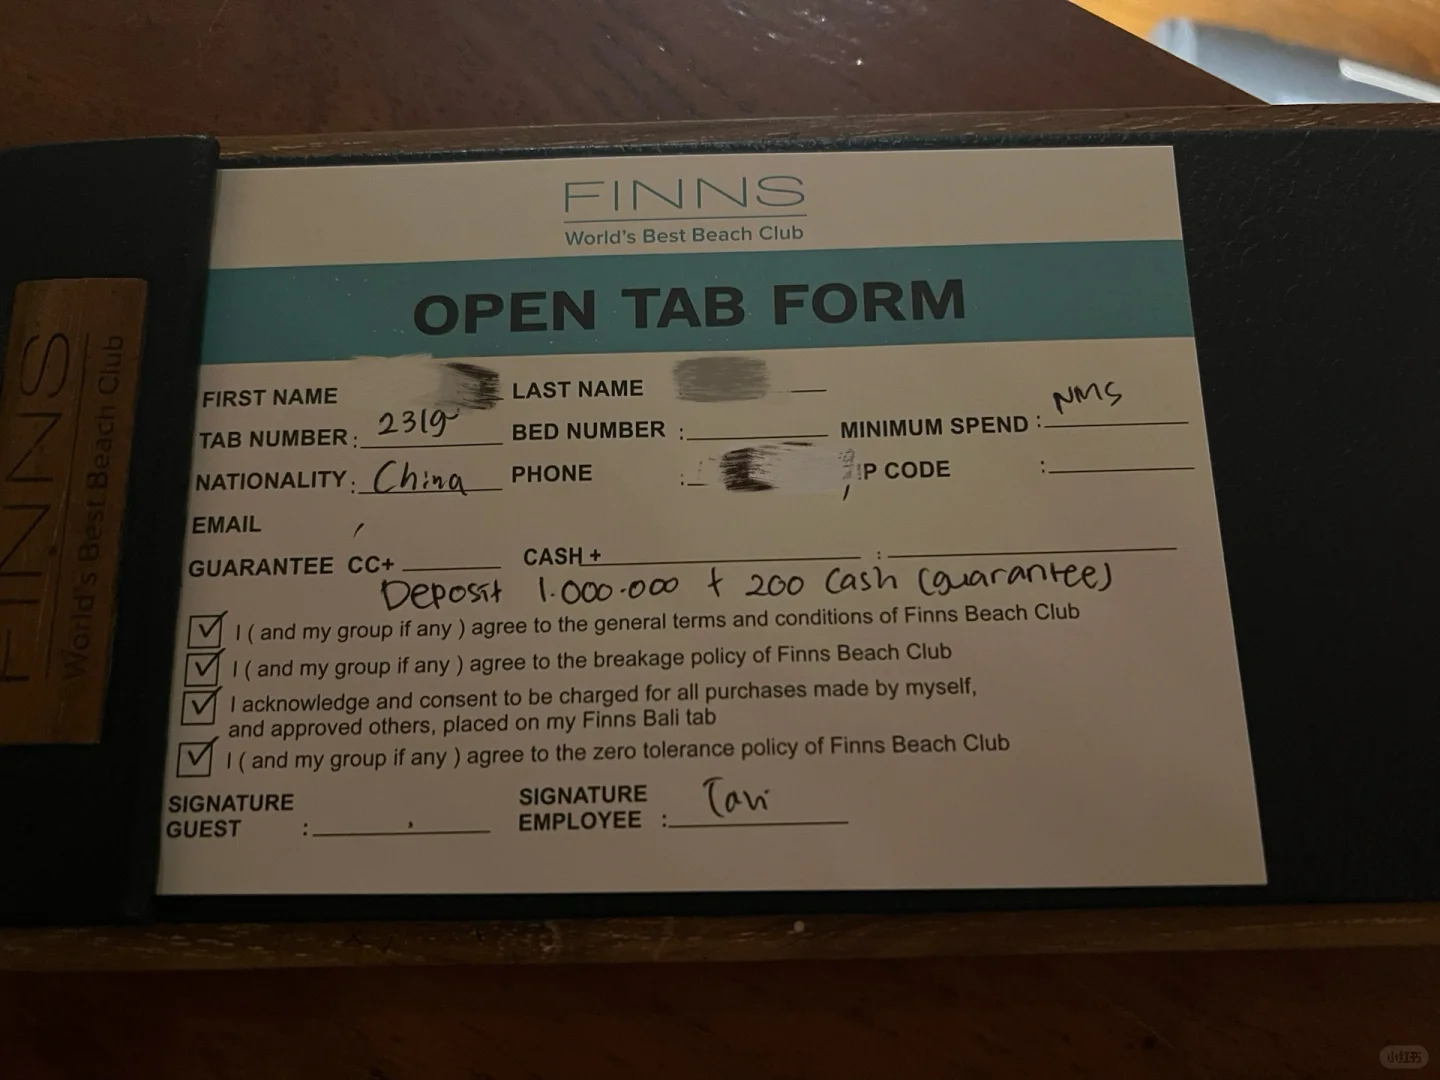 FINNS
World's Best Beach Club
OPEN TAB FORM
FIRST NAME LAST NAME
TAB NUMBER : BED NUMBER : MINIMUM SPEND : NMS
NATIONALITY : China PHONE : IP CODE :
EMAIL
GUARANTEE CC+ CASH + :
Deposit 1.000.000 + 200 Cash (guarantee)
I ( and my group if any ) agree to the general terms and conditions of Finns Beach Club
I ( and my group if any ) agree to the breakage policy of Finns Beach Club
I acknowledge and consent to be charged for all purchases made by myself,
and approved others, placed on my Finns Bali tab
I ( and my group if any ) agree to the zero tolerance policy of Finns Beach Club
SIGNATURE GUEST : SIGNATURE EMPLOYEE :
FINNS
World's Best Beach Club
小红书